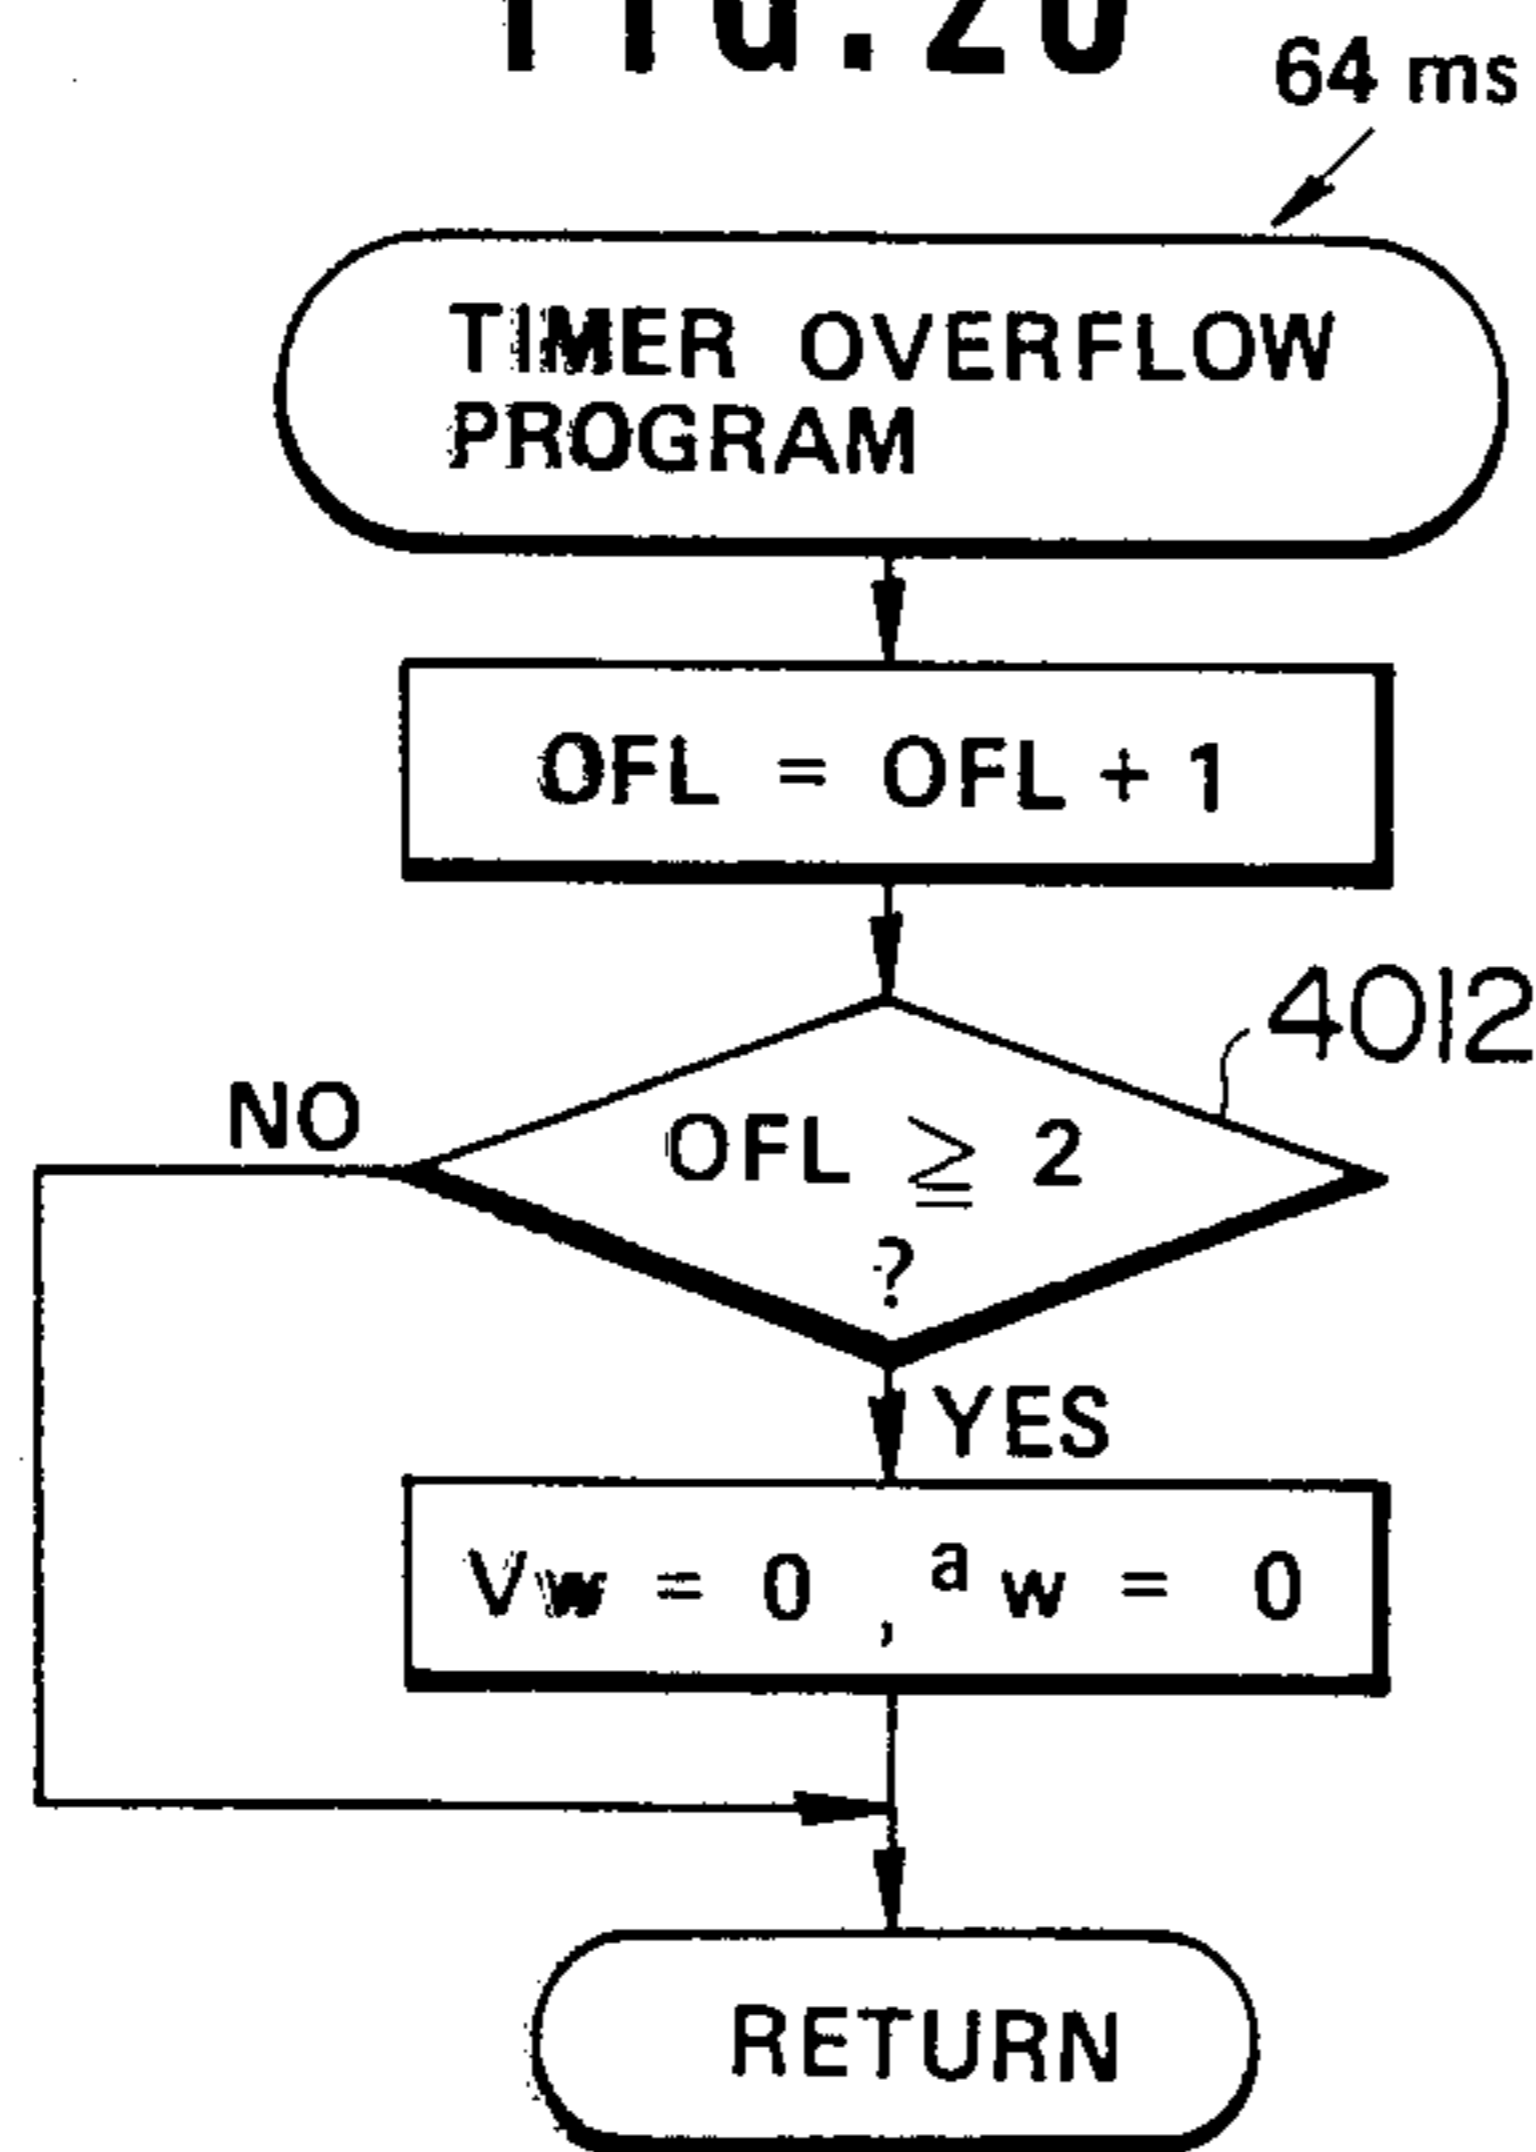 64 ms
TIMER OVERFLOW
PROGRAM
OFL = OFL + 1
4012
NO
OFL ≧ 2
?
YES
Vw = 0 , aw = 0
RETURN